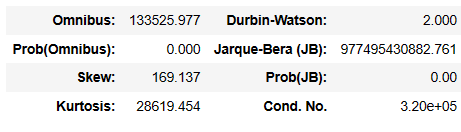 Omnibus: 133525.977 Durbin-Watson: 2.000
Prob(Omnibus): 0.000 Jarque-Bera (JB): 977495430882.761
Skew: 169.137 Prob(JB): 0.00
Kurtosis: 28619.454 Cond. No. 3.20e+05